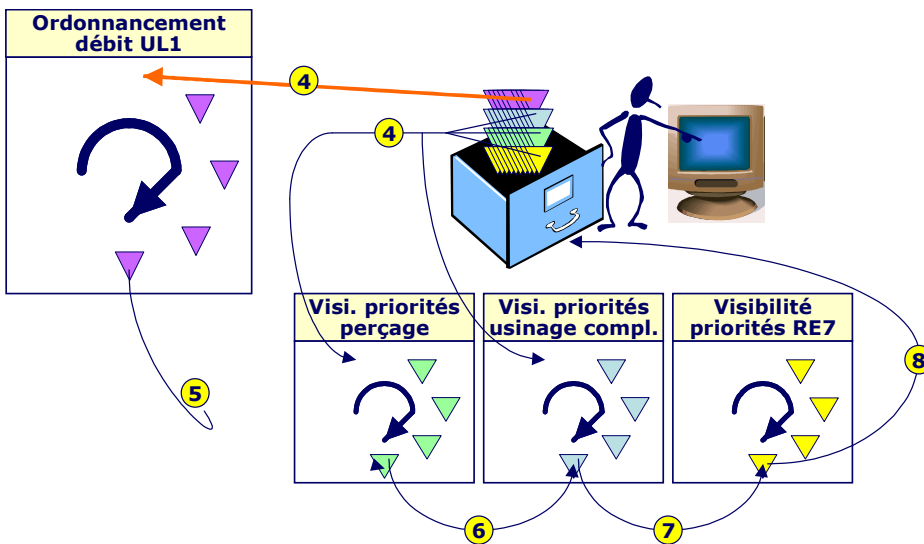 Ordonnancement
débit UL1
4
4
5
Visi. priorités
perçage
Visi. priorités
usinage compl.
Visibilité
priorités RE7
8
6
7